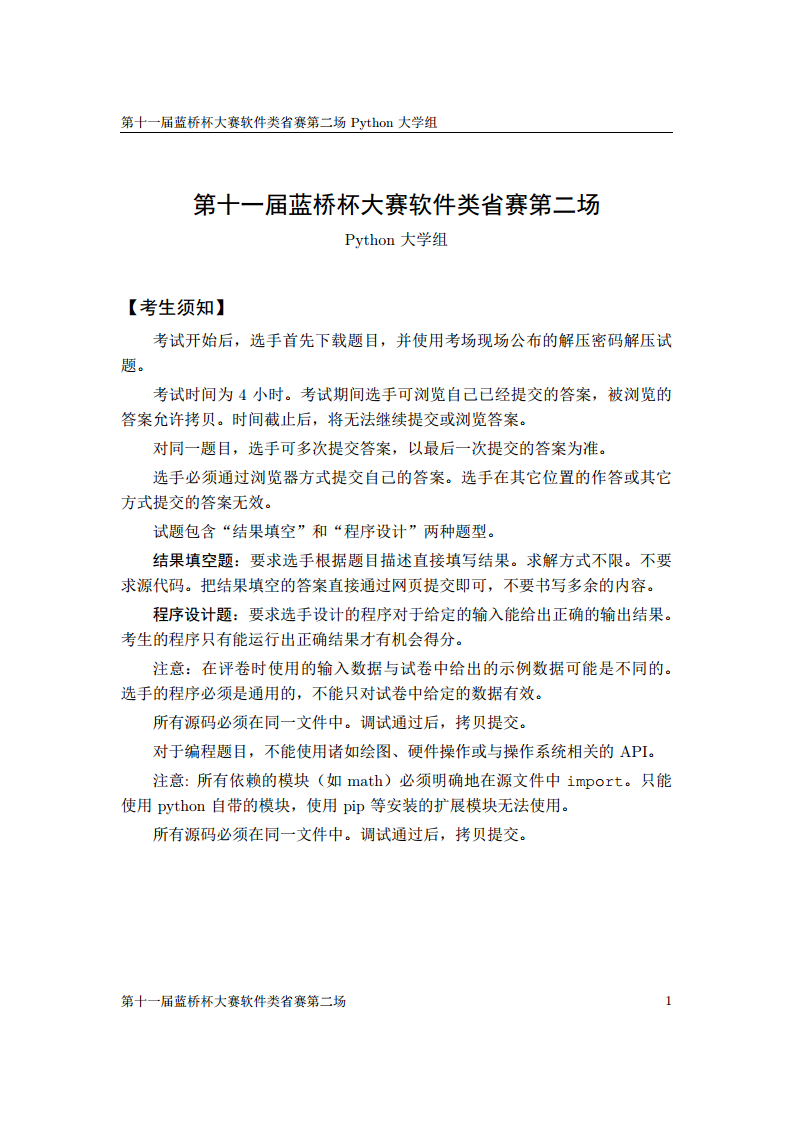 第十一届蓝桥杯大赛软件类省赛第二场 Python 大学组
第十一届蓝桥杯大赛软件类省赛第二场
Python 大学组
【考生须知】
考试开始后，选手首先下载题目，并使用考场现场公布的解压密码解压试
题。
考试时间为 4 小时。考试期间选手可浏览自己已经提交的答案，被浏览的
答案允许拷贝。时间截止后，将无法继续提交或浏览答案。
对同一题目，选手可多次提交答案，以最后一次提交的答案为准。
选手必须通过浏览器方式提交自己的答案。选手在其它位置的作答或其它
方式提交的答案无效。
试题包含“结果填空”和“程序设计”两种题型。
结果填空题：要求选手根据题目描述直接填写结果。求解方式不限。不要
求源代码。把结果填空的答案直接通过网页提交即可，不要书写多余的内容。
程序设计题：要求选手设计的程序对于给定的输入能给出正确的输出结果。
考生的程序只有能运行出正确结果才有机会得分。
注意：在评卷时使用的输入数据与试卷中给出的示例数据可能是不同的。
选手的程序必须是通用的，不能只对试卷中给定的数据有效。
所有源码必须在同一文件中。调试通过后，拷贝提交。
对于编程题目，不能使用诸如绘图、硬件操作或与操作系统相关的 API。
注意: 所有依赖的模块（如 math）必须明确地在源文件中 import。只能
使用 python 自带的模块，使用 pip 等安装的扩展模块无法使用。
所有源码必须在同一文件中。调试通过后，拷贝提交。
第十一届蓝桥杯大赛软件类省赛第二场 1